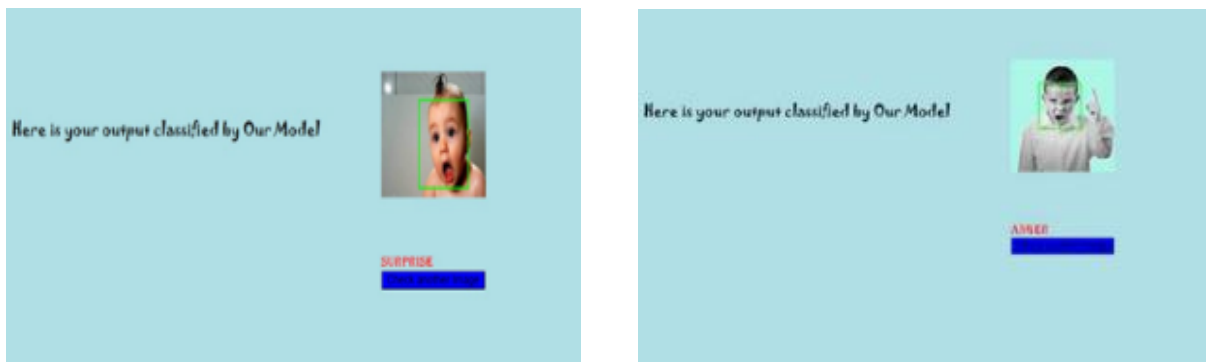 Here is your output classified by Our Model
SURPRISE
Here is your output classified by Our Model
ANGER